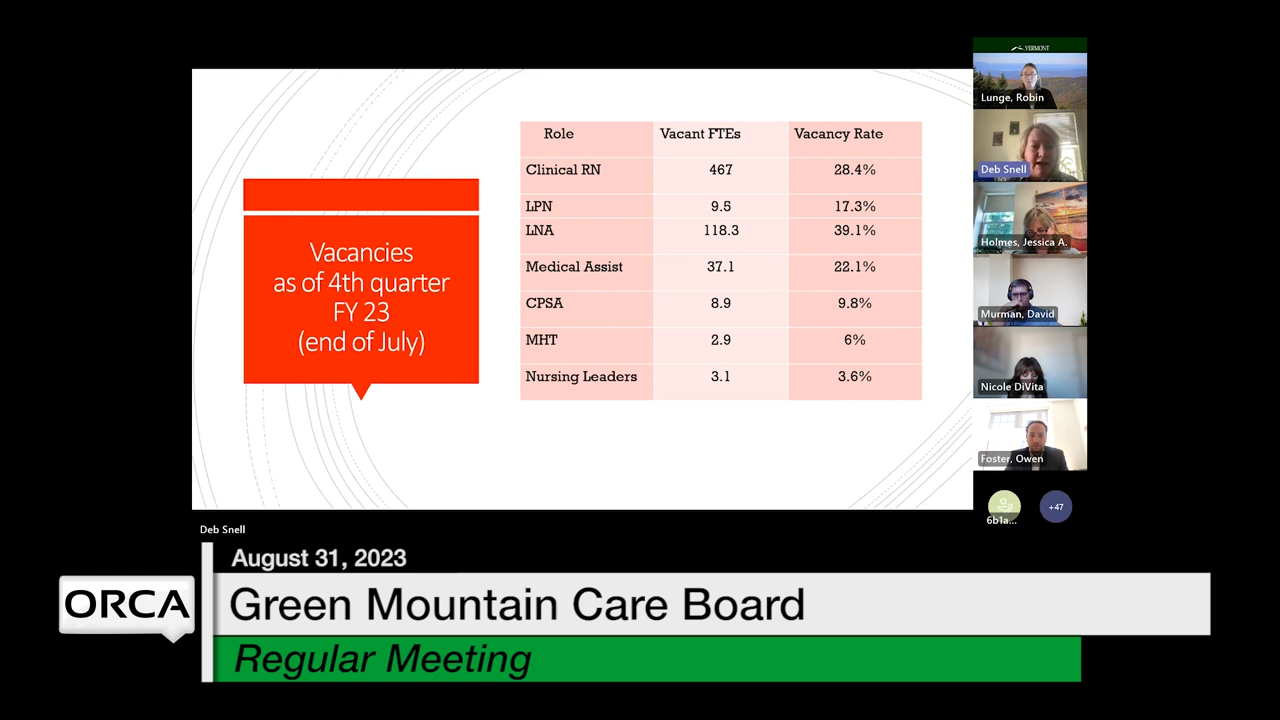 VERMONT
Lunge, Robin
Deb Snell
Holmes, Jessica A.
Murman, David
Nicole DiVita
Foster, Owen
6b1a...
+47
Vacancies
as of 4th quarter
FY 23
(end of July)
Role Vacant FTEs Vacancy Rate
Clinical RN 467 28.4%
LPN 9.5 17.3%
LNA 118.3 39.1%
Medical Assist 37.1 22.1%
CPSA 8.9 9.8%
MHT 2.9 6%
Nursing Leaders 3.1 3.6%
Deb Snell
August 31, 2023
ORCA
Green Mountain Care Board
Regular Meeting